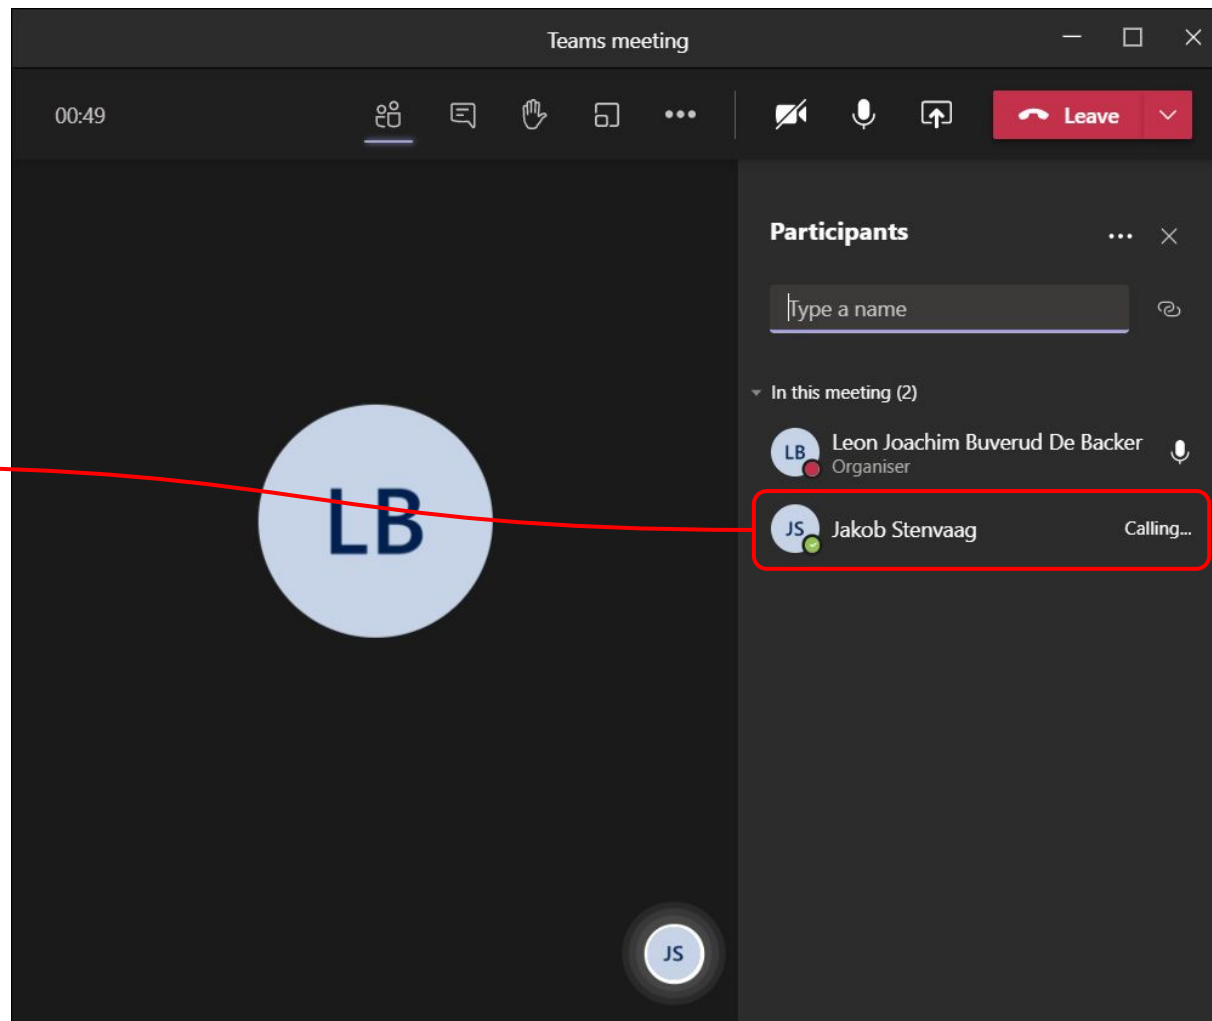 Teams meeting
00:49
Leave
Participants
Type a name
In this meeting (2)
LB
Leon Joachim Buverud De Backer
Organiser
JS
Jakob Stenvaag
Calling...
LB
JS